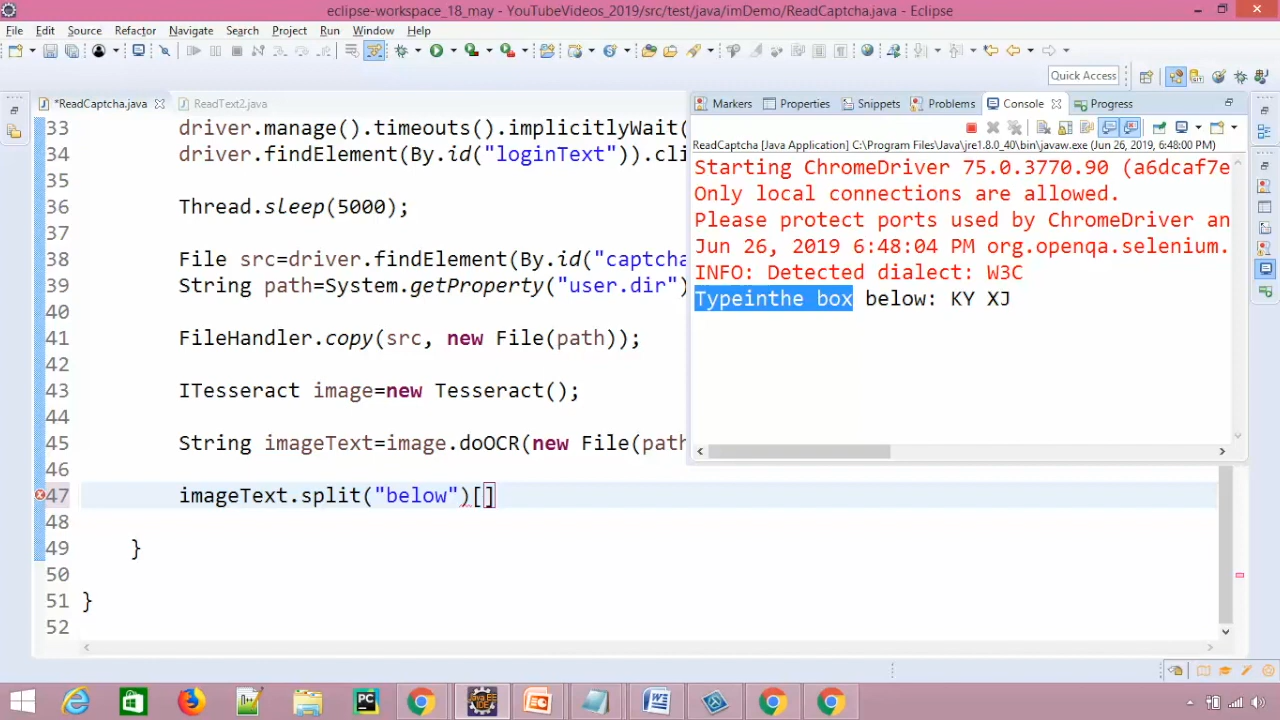 eclipse-workspace_18_may - YouTubeVideos_2019/src/test/java/imDemo/ReadCaptcha.java - Eclipse
File Edit Source Refactor Navigate Search Project Run Window Help
Quick Access
*ReadCaptcha.java ReadText2.java
Markers Properties Snippets Problems Console Progress
ReadCaptcha [Java Application] C:\Program Files\Java\jre1.8.0_40\bin\javaw.exe (Jun 26, 2019, 6:48:00 PM)
Starting ChromeDriver 75.0.3770.90 (a6dcaf7e
Only local connections are allowed.
Please protect ports used by ChromeDriver an
Jun 26, 2019 6:48:04 PM org.openqa.selenium.
INFO: Detected dialect: W3C
Typeinthe box below: KY XJ
33 driver.manage().timeouts().implicitlyWait(
34 driver.findElement(By.id("loginText")).cli
35
36 Thread.sleep(5000);
37
38 File src=driver.findElement(By.id("captcha
39 String path=System.getProperty("user.dir")
40
41 FileHandler.copy(src, new File(path));
42
43 ITesseract image=new Tesseract();
44
45 String imageText=image.doOCR(new File(path
46
47 imageText.split("below")[]
48
49 }
50
51 }
52